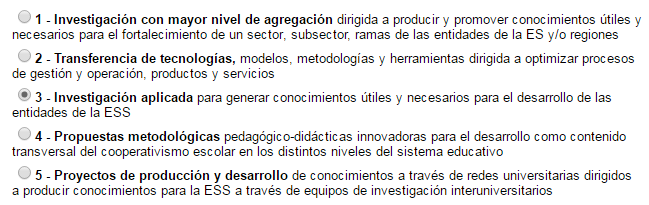 1 - Investigación con mayor nivel de agregación dirigida a producir y promover conocimientos útiles y
necesarios para el fortalecimiento de un sector, subsector, ramas de las entidades de la ES y/o regiones
2 - Transferencia de tecnologías, modelos, metodologías y herramientas dirigida a optimizar procesos
de gestión y operación, productos y servicios
3 - Investigación aplicada para generar conocimientos útiles y necesarios para el desarrollo de las
entidades de la ESS
4 - Propuestas metodológicas pedagógico-didácticas innovadoras para el desarrollo como contenido
transversal del cooperativismo escolar en los distintos niveles del sistema educativo
5 - Proyectos de producción y desarrollo de conocimientos a través de redes universitarias dirigidos
a producir conocimientos para la ESS a través de equipos de investigación interuniversitarios